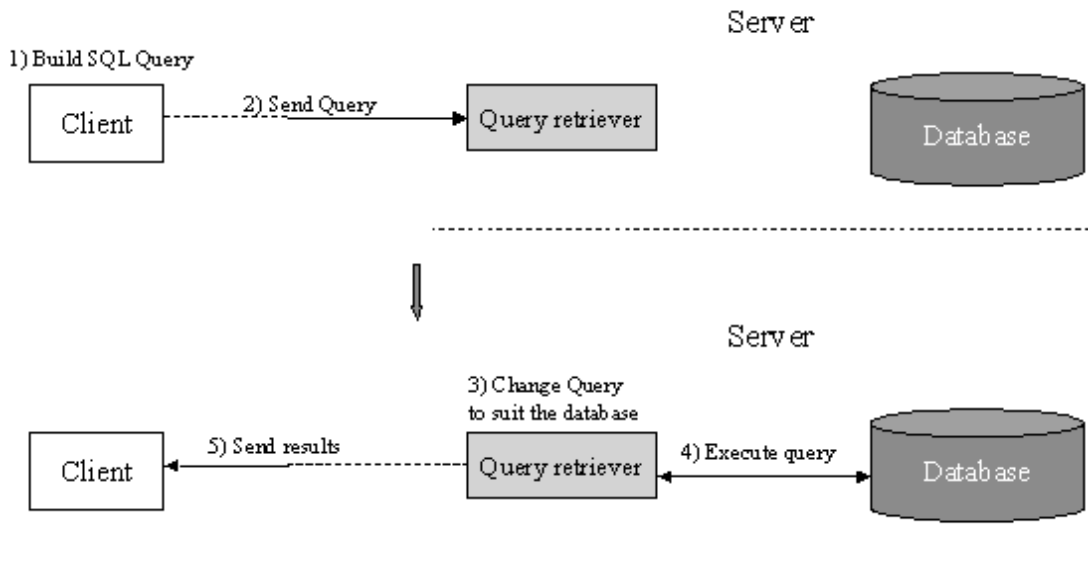 Server
1) Build SQL Query
Client
2) Send Query
Query retriever
Database
Server
3) Change Query
to suit the database
Client
5) Send results
Query retriever
4) Execute query
Database